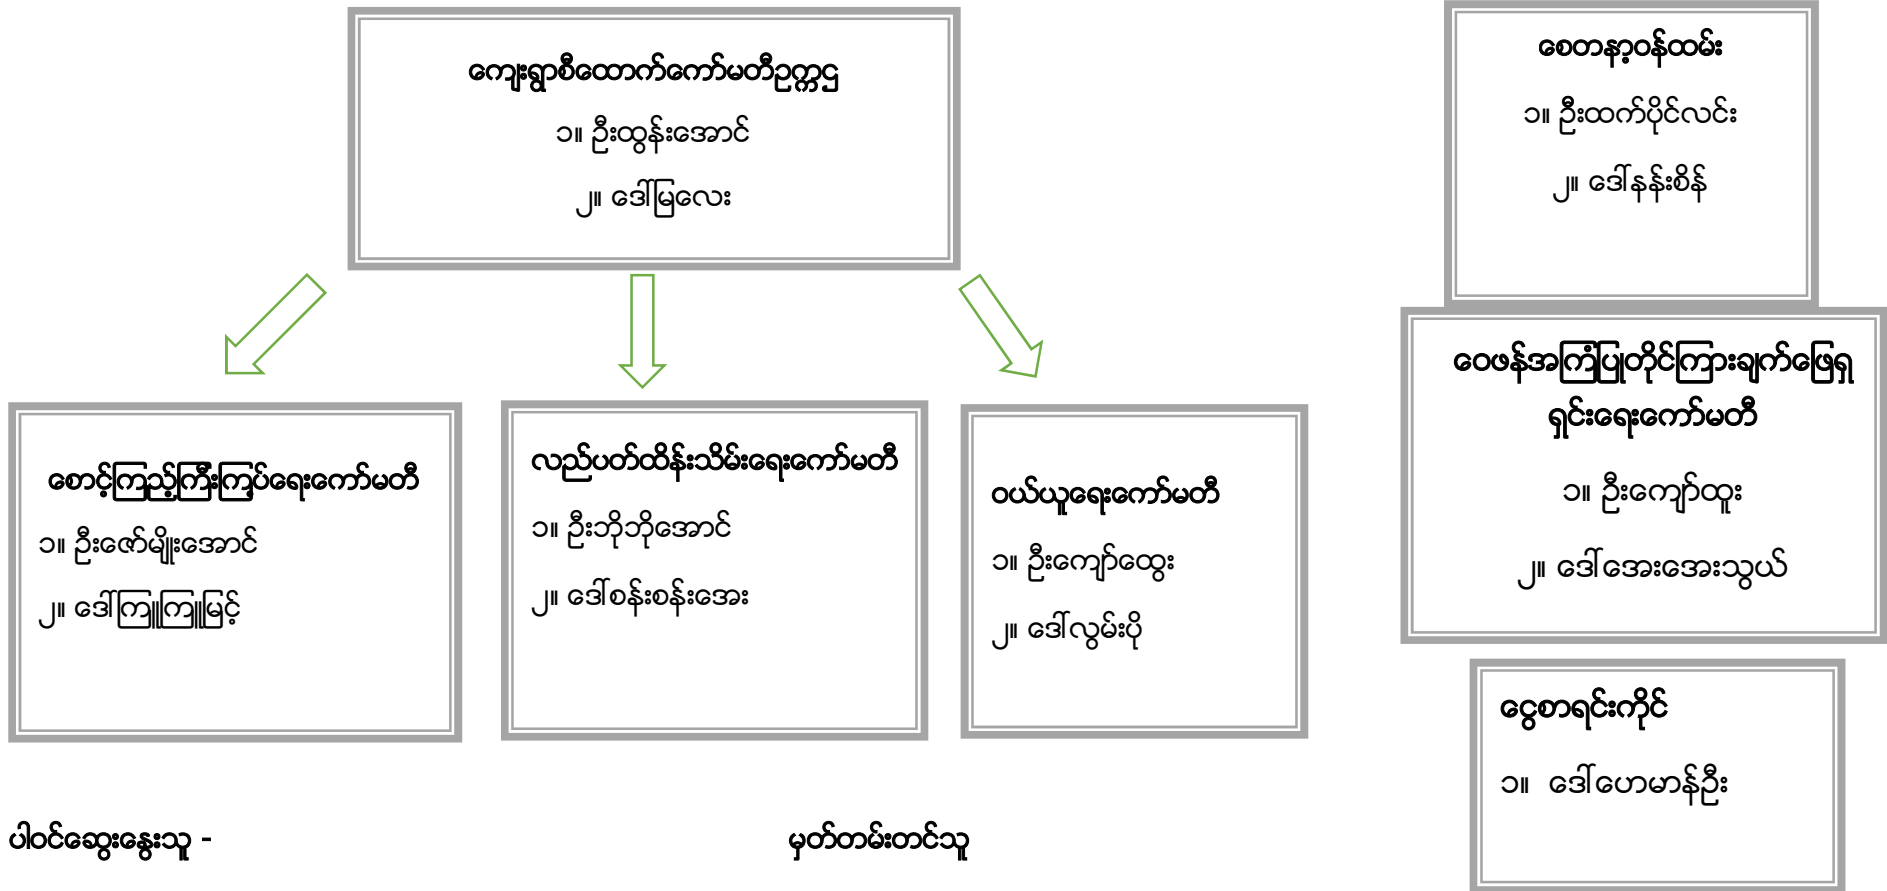 ကျေးရွာစီထောက်ကော်မတီဥက္ကဌ
၁။ ဦးထွန်းအောင်
၂။ ဒေါ်မြလေး
စေတနာ့ဝန်ထမ်း
၁။ ဦးထက်ပိုင်လင်း
၂။ ဒေါ်နန်းစိန်
စောင့်ကြည့်ကြီးကြပ်ရေးကော်မတီ
၁။ ဦးဇော်မျိုးအောင်
၂။ ဒေါ်ကြူကြူမြင့်
လည်ပတ်ထိန်းသိမ်းရေးကော်မတီ
၁။ ဦးဘိုဘိုအောင်
၂။ ဒေါ်စန်းစန်းအေး
ဝယ်ယူရေးကော်မတီ
၁။ ဦးကျော်ထွေး
၂။ ဒေါ်လွမ်းပို
ဝေဖန်အကြံပြုတိုင်ကြားချက်ဖြေရှ
ရှင်းရေးကော်မတီ
၁။ ဦးကျော်ထူး
၂။ ဒေါ်အေးအေးသွယ်
ငွေစာရင်းကိုင်
၁။ ဒေါ်ဟေမာန်ဦး
ပါဝင်ဆွေးနွေးသူ -
မှတ်တမ်းတင်သူ